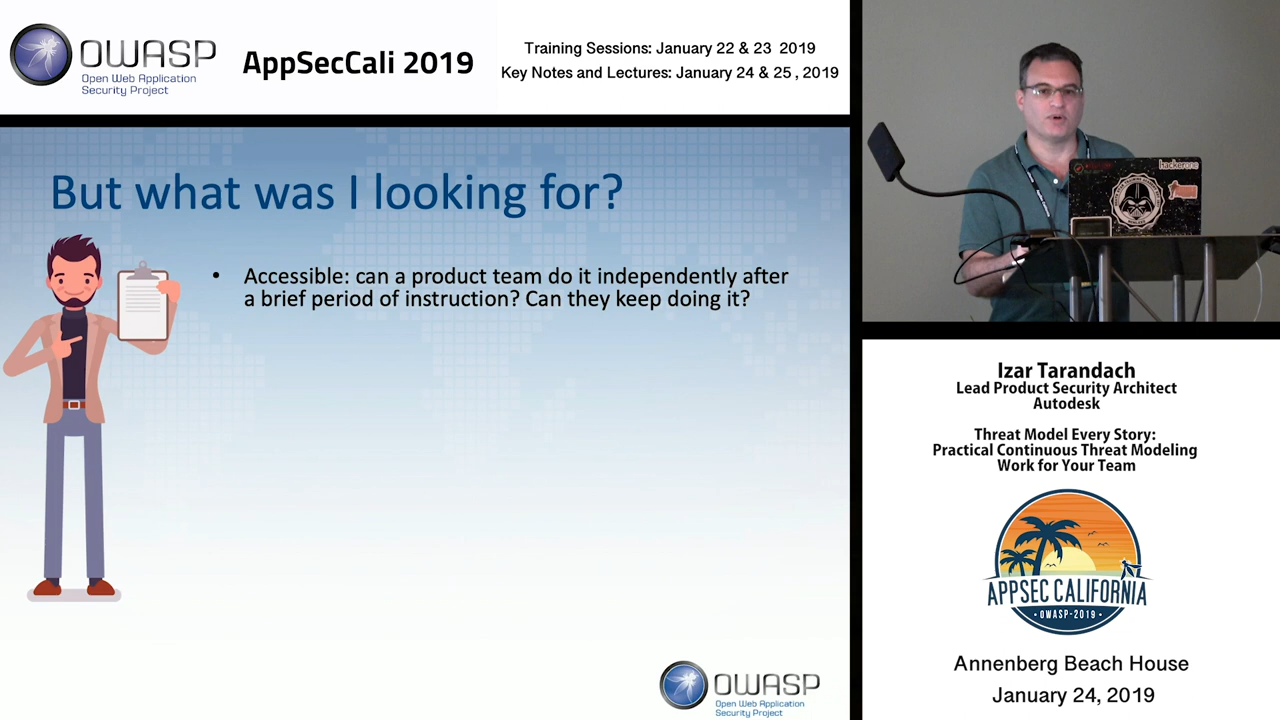 OWASP
Open Web Application
Security Project
AppSecCali 2019
Training Sessions: January 22 & 23 2019
Key Notes and Lectures: January 24 & 25 , 2019
But what was I looking for?
• Accessible: can a product team do it independently after
a brief period of instruction? Can they keep doing it?
OWASP
Open Web Application
Security Project
hackerone
Izar Tarandach
Lead Product Security Architect
Autodesk
Threat Model Every Story:
Practical Continuous Threat Modeling
Work for Your Team
APPSEC CALIFORNIA
· OWASP-2019 ·
Annenberg Beach House
January 24, 2019